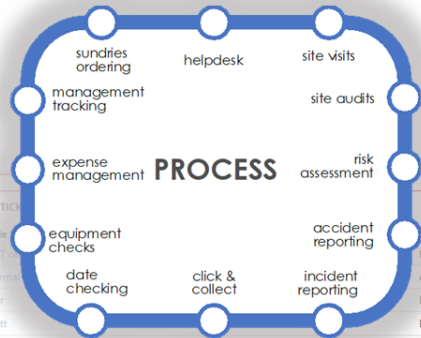 sundries
ordering
helpdesk
site visits
management
tracking
site audits
expense
management
PROCESS
risk
assessment
equipment
checks
accident
reporting
date
checking
click &
collect
incident
reporting